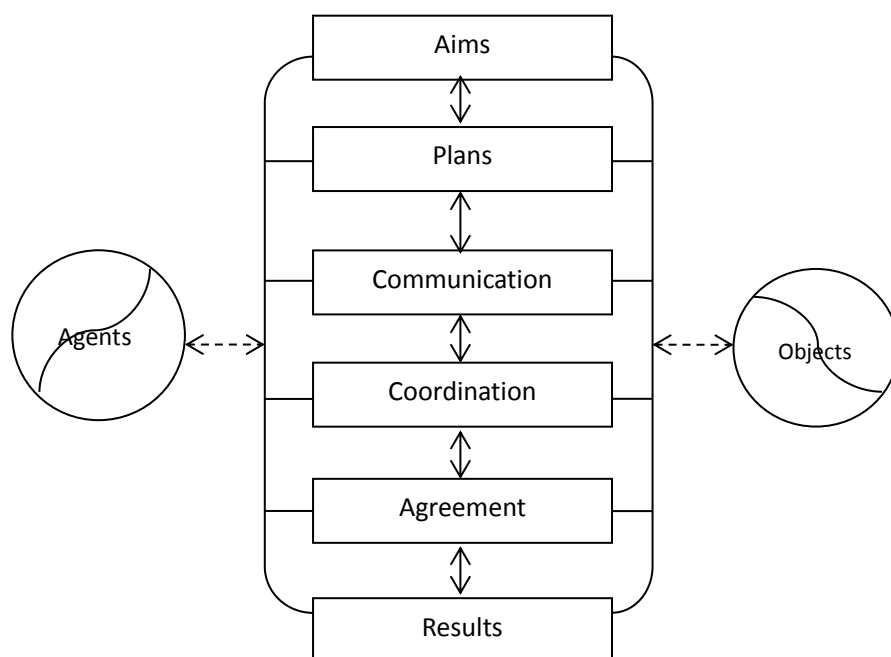 Aims
Plans
Communication
Agents
Objects
Coordination
Agreement
Results